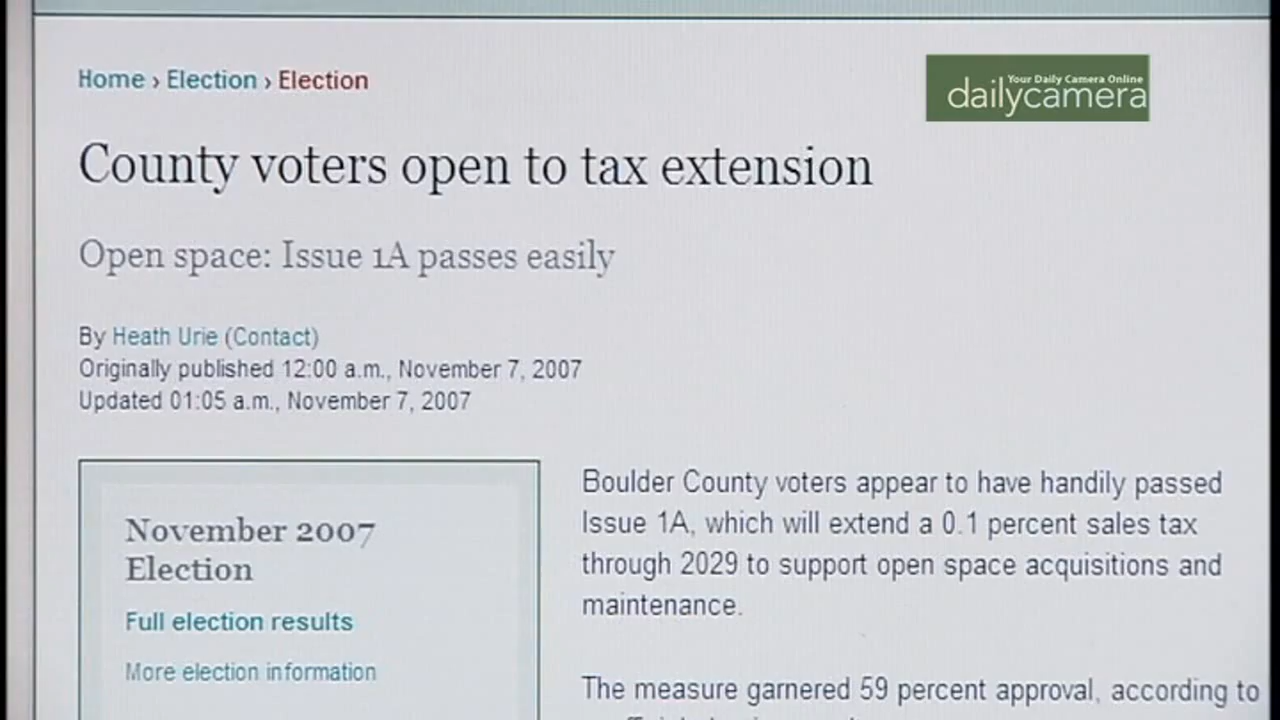 Home › Election › Election
Your Daily Camera Online
dailycamera
County voters open to tax extension
Open space: Issue 1A passes easily
By Heath Urie (Contact)
Originally published 12:00 a.m., November 7, 2007
Updated 01:05 a.m., November 7, 2007
November 2007
Election
Full election results
More election information
Boulder County voters appear to have handily passed
Issue 1A, which will extend a 0.1 percent sales tax
through 2029 to support open space acquisitions and
maintenance.
The measure garnered 59 percent approval, according to